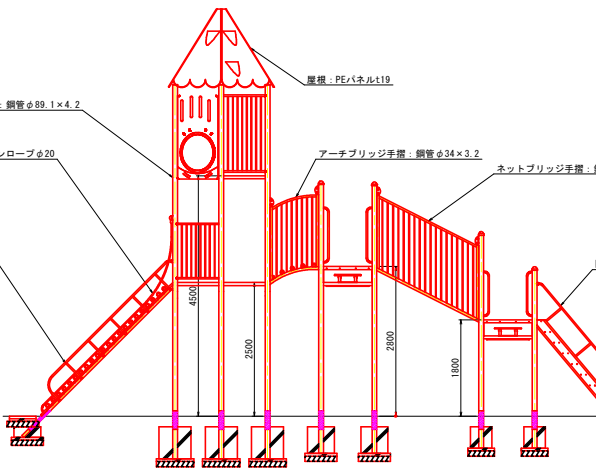 屋根：PEパネルt19
：鋼管φ89.1×4.2
ンロープφ20
アーチブリッジ手摺：鋼管φ34×3.2
ネットブリッジ手摺：
4500
2500
2800
1800